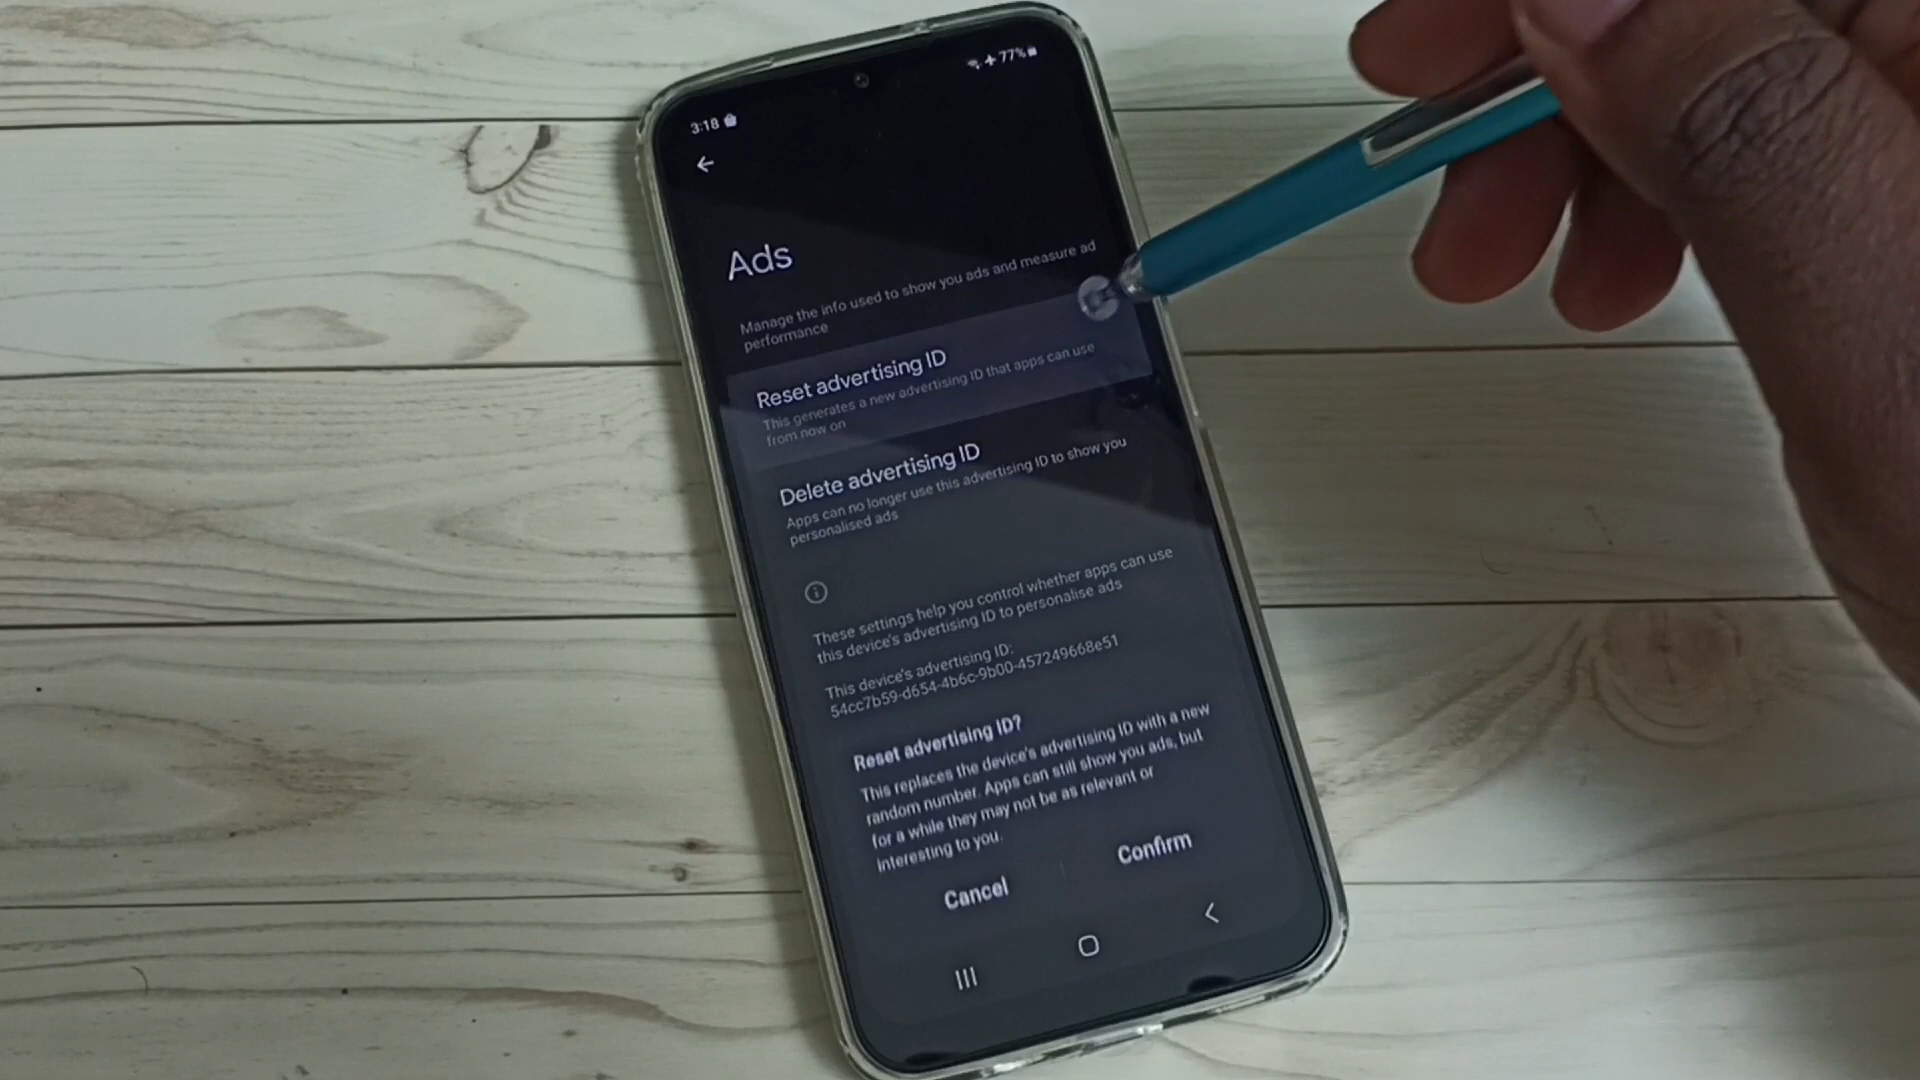 3:18 77%
Ads
Manage the info used to show you ads and measure ad
performance
Reset advertising ID
This generates a new advertising ID that apps can use
from now on
Delete advertising ID
Apps can no longer use this advertising ID to show you
personalised ads
These settings help you control whether apps can use
this device's advertising ID to personalise ads
This device's advertising ID:
54cc7b59-d654-4b6c-9b00-457249668e51
Reset advertising ID?
This replaces the device's advertising ID with a new
random number. Apps can still show you ads, but
for a while they may not be as relevant or
interesting to you.
Cancel Confirm